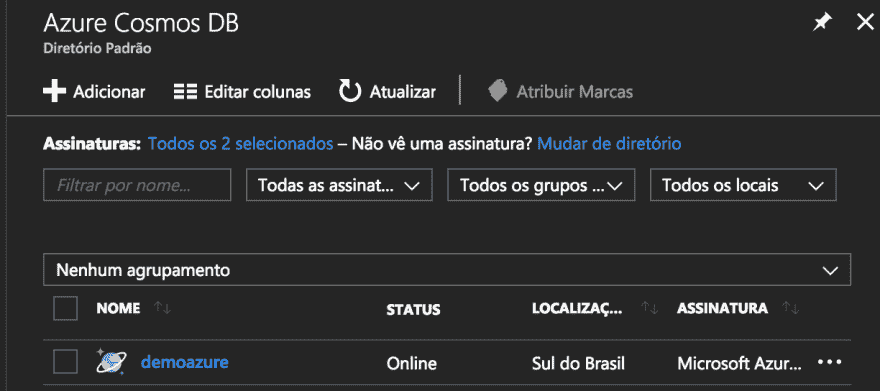 Azure Cosmos DB
Diretório Padrão
Adicionar Editar colunas Atualizar Atribuir Marcas
Assinaturas: Todos os 2 selecionados – Não vê uma assinatura? Mudar de diretório
Filtrar por nome... Todas as assinat... Todos os grupos ... Todos os locais
Nenhum agrupamento
NOME STATUS LOCALIZAÇ... ASSINATURA
demoazure Online Sul do Brasil Microsoft Azur...